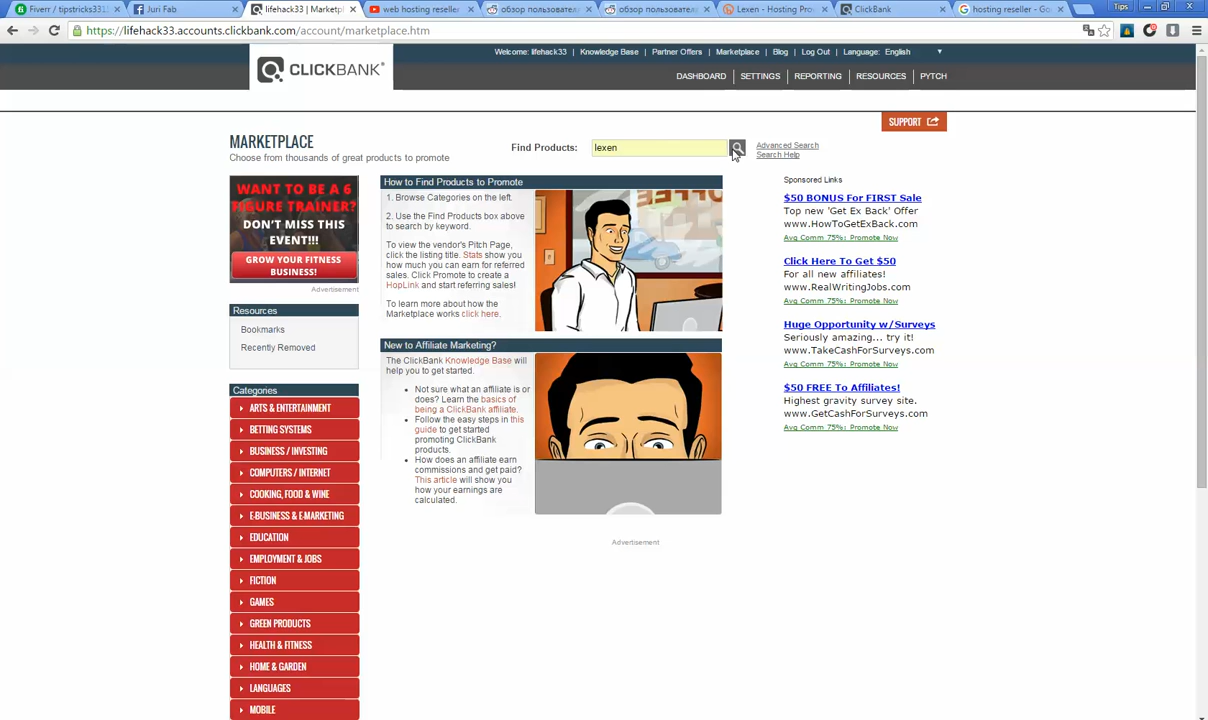 Fiverr / tipstricks331
Juri Fab
lifehack33 | Marketpl
web hosting reseller
обзор пользовател
обзор пользовател
Lexen - Hosting Pro
ClickBank
hosting reseller - Go
Tips
https://lifehack33.accounts.clickbank.com/account/marketplace.htm
Welcome: lifehack33 | Knowledge Base | Partner Offers | Marketplace | Blog | Log Out | Language: English
CLICKBANK®
DASHBOARD SETTINGS REPORTING RESOURCES PYTCH
SUPPORT
MARKETPLACE
Choose from thousands of great products to promote
Find Products:
lexen
Advanced Search
Search Help
WANT TO BE A 6
FIGURE TRAINER?
DON'T MISS THIS
EVENT!!!
GROW YOUR FITNESS
BUSINESS!
Advertisement
Resources
Bookmarks
Recently Removed
Categories
ARTS & ENTERTAINMENT
BETTING SYSTEMS
BUSINESS / INVESTING
COMPUTERS / INTERNET
COOKING, FOOD & WINE
E-BUSINESS & E-MARKETING
EDUCATION
EMPLOYMENT & JOBS
FICTION
GAMES
GREEN PRODUCTS
HEALTH & FITNESS
HOME & GARDEN
LANGUAGES
MOBILE
How to Find Products to Promote
1. Browse Categories on the left.
2. Use the Find Products box above
to search by keyword.
To view the vendor's Pitch Page,
click the listing title. Stats show you
how much you can earn for referred
sales. Click Promote to create a
HopLink and start referring sales!
To learn more about how the
Marketplace works click here.
New to Affiliate Marketing?
The ClickBank Knowledge Base will
help you to get started.
Not sure what an affiliate is or
does? Learn the basics of
being a ClickBank affiliate.
Follow the easy steps in this
guide to get started
promoting ClickBank
products.
How does an affiliate earn
commissions and get paid?
This article will show you
how your earnings are
calculated.
Advertisement
Sponsored Links
$50 BONUS For FIRST Sale
Top new 'Get Ex Back' Offer
www.HowToGetExBack.com
Avg Comm 75%: Promote Now
Click Here To Get $50
For all new affiliates!
www.RealWritingJobs.com
Avg Comm 75%: Promote Now
Huge Opportunity w/Surveys
Seriously amazing... try it!
www.TakeCashForSurveys.com
Avg Comm 75%: Promote Now
$50 FREE To Affiliates!
Highest gravity survey site.
www.GetCashForSurveys.com
Avg Comm 75%: Promote Now